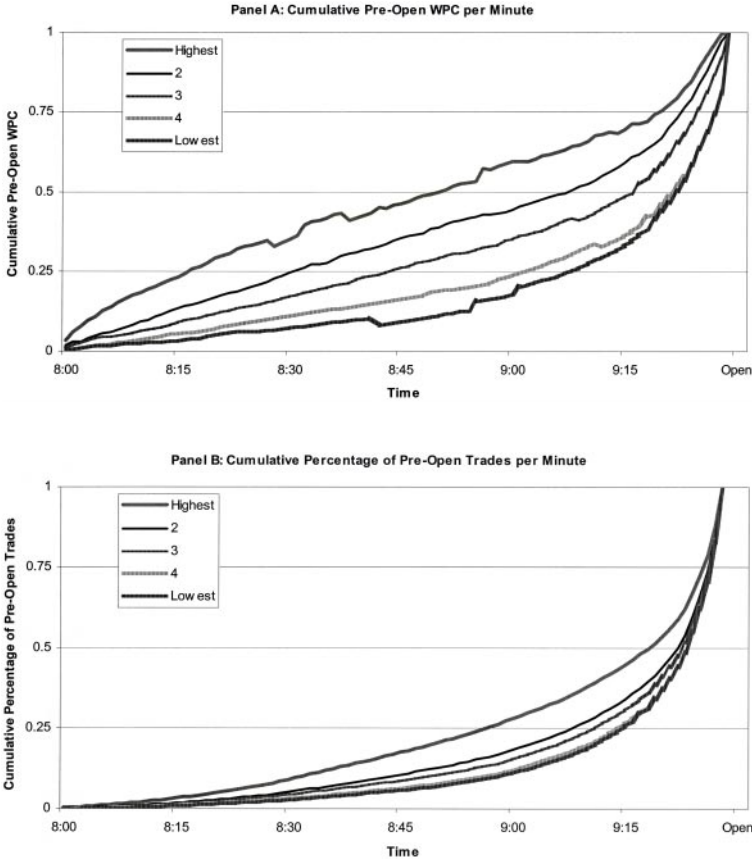 Panel A: Cumulative Pre-Open WPC per Minute
1
0.75
0.5
0.25
0
Cumulative Pre-Open WPC
Highest
2
3
4
Low est
8:00 8:15 8:30 8:45 9:00 9:15 Open
Time
Panel B: Cumulative Percentage of Pre-Open Trades per Minute
1
0.75
0.5
0.25
0
Cumulative Percentage of Pre-Open Trades
Highest
2
3
4
Low est
8:00 8:15 8:30 8:45 9:00 9:15 Open
Time